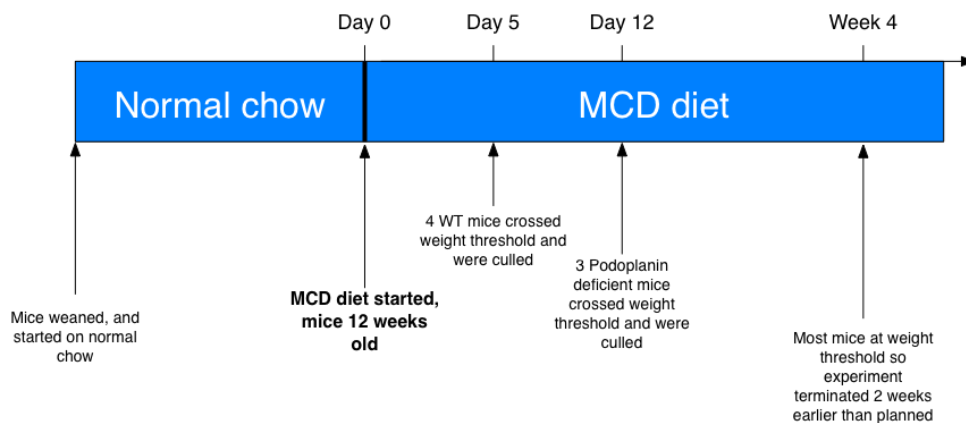 Day 0
Day 5
Day 12
Week 4
Normal chow
MCD diet
Mice weaned, and
started on normal
chow
MCD diet started,
mice 12 weeks
old
4 WT mice crossed
weight threshold and
were culled
3 Podoplanin
deficient mice
crossed weight
threshold and were
culled
Most mice at weight
threshold so
experiment
terminated 2 weeks
earlier than planned